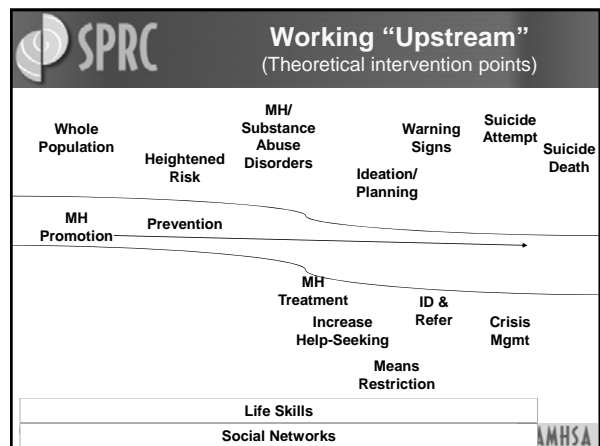 SPRC
Working “Upstream”
(Theoretical intervention points)
Whole
Population
Heightened
Risk
MH/
Substance
Abuse
Disorders
Ideation/
Planning
Warning
Signs
Suicide
Attempt
Suicide
Death
MH
Promotion
Prevention
MH
Treatment
Increase
Help-Seeking
Means
Restriction
ID &
Refer
Crisis
Mgmt
Life Skills
Social Networks
AMHSA